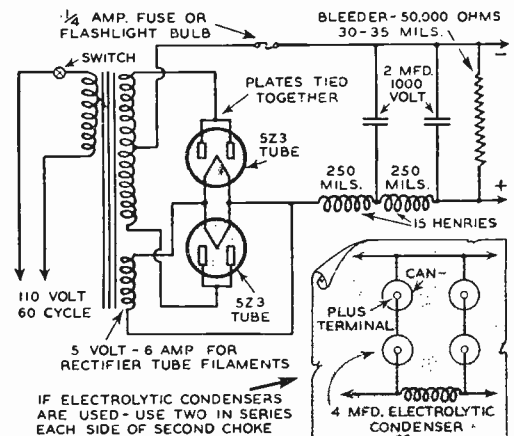 1/4 AMP. FUSE OR
FLASHLIGHT BULB
BLEEDER - 50,000 OHMS
30-35 MILS.
SWITCH
PLATES TIED
TOGETHER
2 MFD.
1000
VOLT
−
5Z3
TUBE
250
MILS.
250
MILS.
+
15 HENRIES
110 VOLT
60 CYCLE
5Z3
TUBE
CAN-
PLUS
TERMINAL
5 VOLT - 6 AMP FOR
RECTIFIER TUBE FILAMENTS
IF ELECTROLYTIC CONDENSERS
ARE USED - USE TWO IN SERIES
EACH SIDE OF SECOND CHOKE
4 MFD. ELECTROLYTIC
CONDENSER